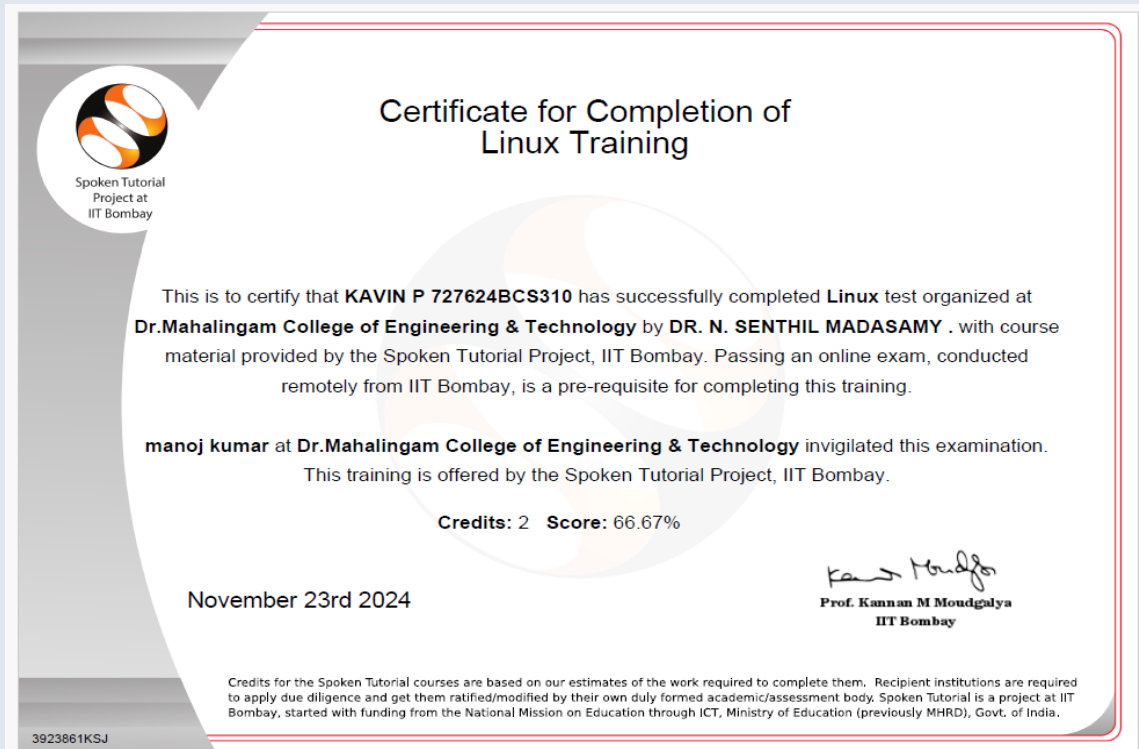 Spoken Tutorial
Project at
IIT Bombay
Certificate for Completion of
Linux Training
This is to certify that KAVIN P 727624BCS310 has successfully completed Linux test organized at
Dr.Mahalingam College of Engineering & Technology by DR. N. SENTHIL MADASAMY . with course
material provided by the Spoken Tutorial Project, IIT Bombay. Passing an online exam, conducted
remotely from IIT Bombay, is a pre-requisite for completing this training.
manoj kumar at Dr.Mahalingam College of Engineering & Technology invigilated this examination.
This training is offered by the Spoken Tutorial Project, IIT Bombay.
Credits: 2 Score: 66.67%
November 23rd 2024
Prof. Kannan M Moudgalya
IIT Bombay
Credits for the Spoken Tutorial courses are based on our estimates of the work required to complete them. Recipient institutions are required
to apply due diligence and get them ratified/modified by their own duly formed academic/assessment body. Spoken Tutorial is a project at IIT
Bombay, started with funding from the National Mission on Education through ICT, Ministry of Education (previously MHRD), Govt. of India.
3923861KSJ